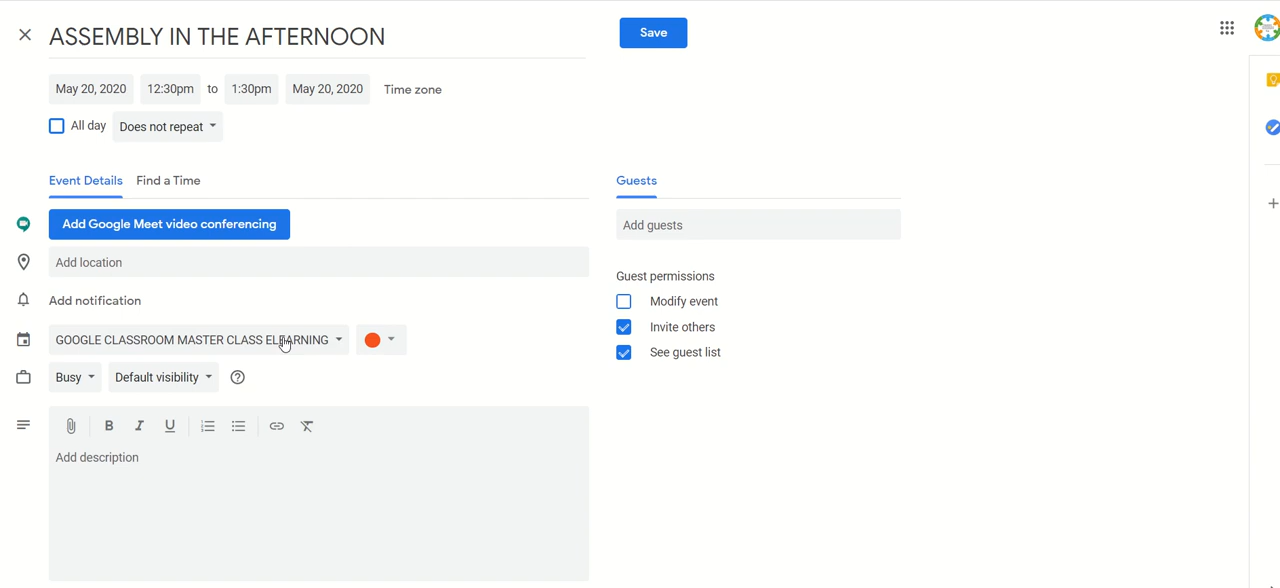 ASSEMBLY IN THE AFTERNOON
Save
May 20, 2020 12:30pm to 1:30pm May 20, 2020 Time zone
All day Does not repeat
Event Details Find a Time
Guests
Add Google Meet video conferencing
Add guests
Add location
Guest permissions
Add notification
Modify event
Invite others
GOOGLE CLASSROOM MASTER CLASS ELEARNING
See guest list
Busy Default visibility
B I U
Add description